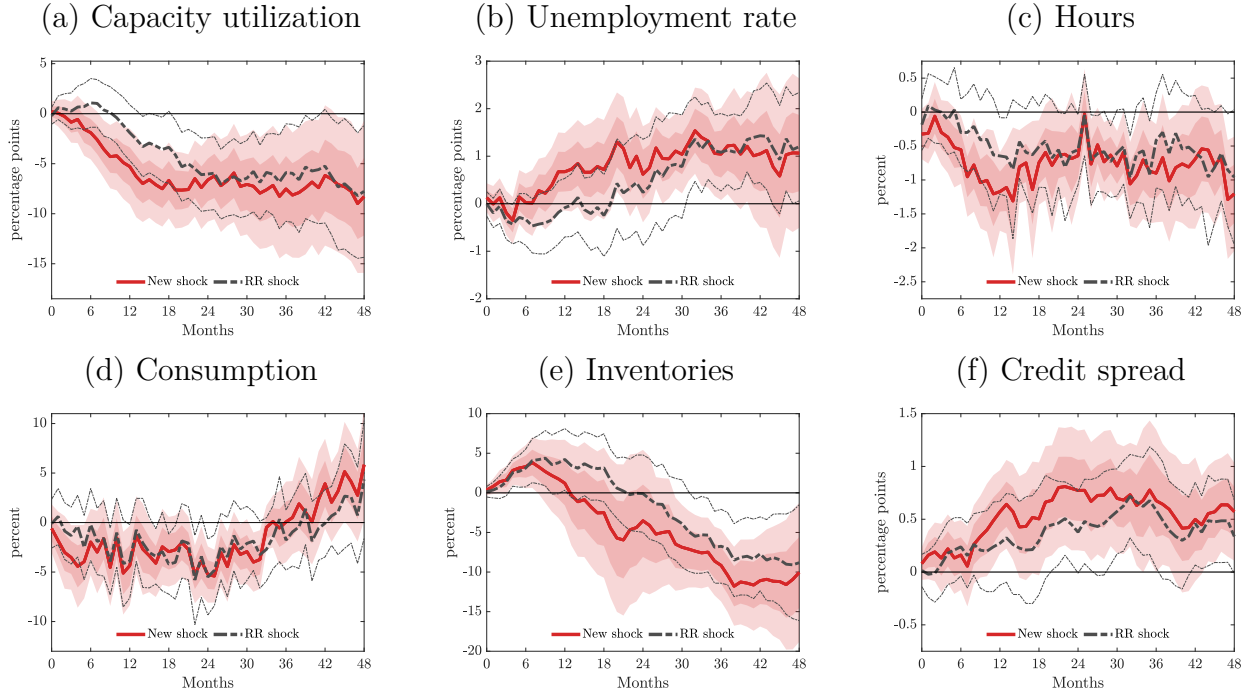 (a) Capacity utilization
5
0
-5
-10
-15
percentage points
New shock
RR shock
0 6 12 18 24 30 36 42 48
Months
(b) Unemployment rate
3
2
1
0
-1
-2
percentage points
New shock
RR shock
0 6 12 18 24 30 36 42 48
Months
(c) Hours
0.5
0
-0.5
-1
-1.5
-2
-2.5
percent
New shock
RR shock
0 6 12 18 24 30 36 42 48
Months
(d) Consumption
10
5
0
-5
-10
percent
New shock
RR shock
0 6 12 18 24 30 36 42 48
Months
(e) Inventories
10
5
0
-5
-10
-15
-20
percent
New shock
RR shock
0 6 12 18 24 30 36 42 48
Months
(f) Credit spread
1.5
1
0.5
0
-0.5
percentage points
New shock
RR shock
0 6 12 18 24 30 36 42 48
Months